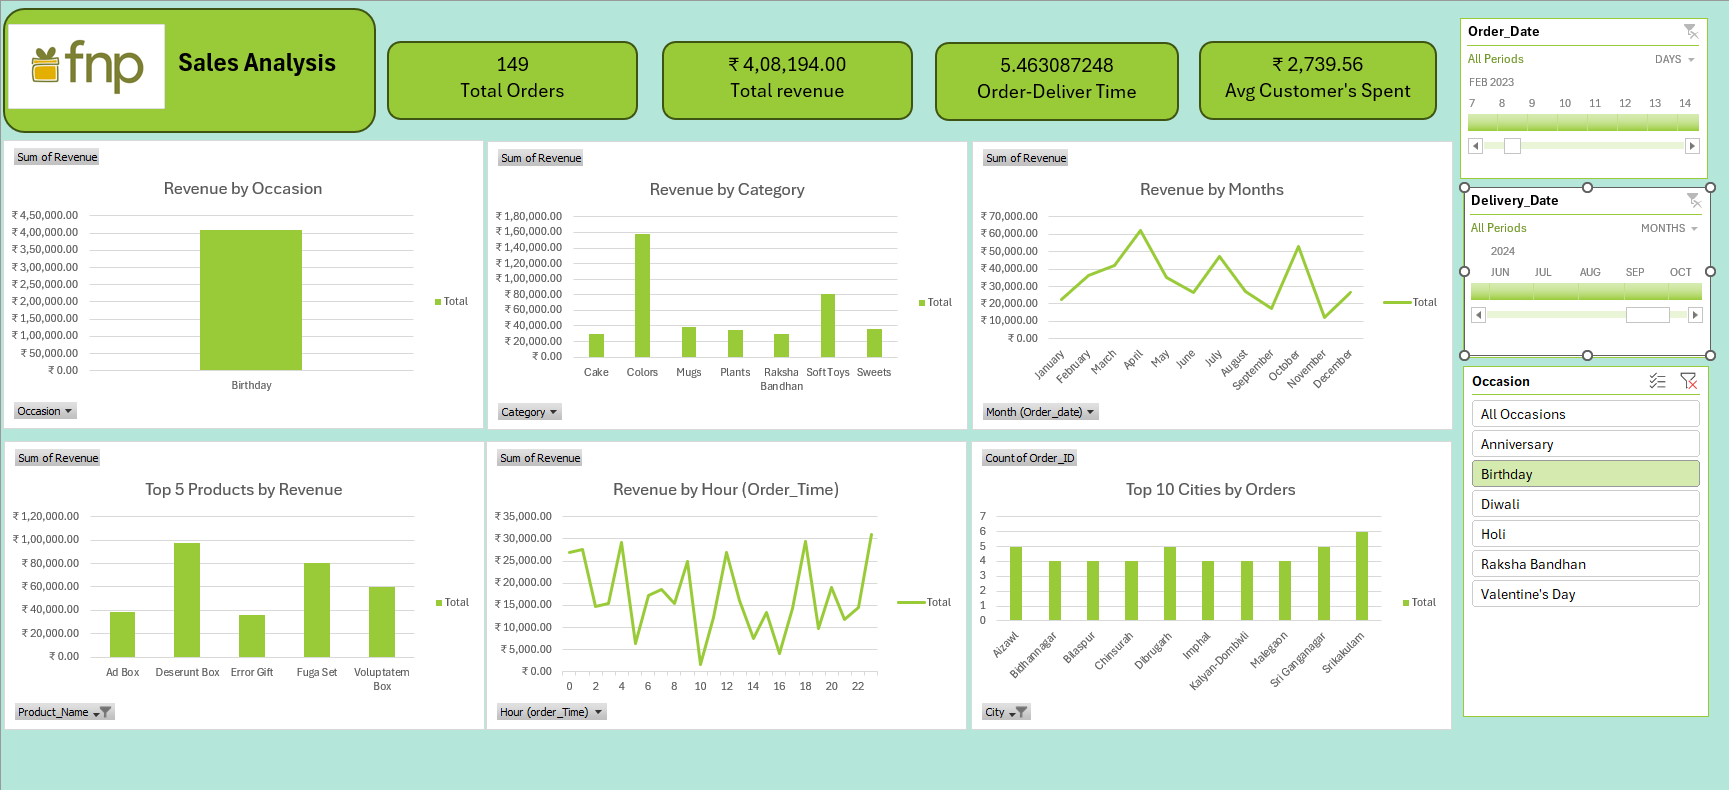 fnp
Sales Analysis
149
Total Orders
₹ 4,08,194.00
Total revenue
5.463087248
Order-Deliver Time
₹ 2,739.56
Avg Customer's Spent
Order_Date
All Periods
DAYS
FEB 2023
7 8 9 10 11 12 13 14
Delivery_Date
All Periods
MONTHS
2024
JUN JUL AUG SEP OCT
Occasion
All Occasions
Anniversary
Birthday
Diwali
Holi
Raksha Bandhan
Valentine's Day
Sum of Revenue
Revenue by Occasion
₹ 4,50,000.00
₹ 4,00,000.00
₹ 3,50,000.00
₹ 3,00,000.00
₹ 2,50,000.00
₹ 2,00,000.00
₹ 1,50,000.00
₹ 1,00,000.00
₹ 50,000.00
₹ 0.00
Birthday
Total
Occasion
Sum of Revenue
Revenue by Category
₹ 1,80,000.00
₹ 1,60,000.00
₹ 1,40,000.00
₹ 1,20,000.00
₹ 1,00,000.00
₹ 80,000.00
₹ 60,000.00
₹ 40,000.00
₹ 20,000.00
₹ 0.00
Cake Colors Mugs Plants Raksha Soft Toys Sweets
Bandhan
Total
Category
Sum of Revenue
Revenue by Months
₹ 70,000.00
₹ 60,000.00
₹ 50,000.00
₹ 40,000.00
₹ 30,000.00
₹ 20,000.00
₹ 10,000.00
₹ 0.00
January
February
March
April
May
June
July
August
September
October
November
December
Total
Month (Order_date)
Sum of Revenue
Top 5 Products by Revenue
₹ 1,20,000.00
₹ 1,00,000.00
₹ 80,000.00
₹ 60,000.00
₹ 40,000.00
₹ 20,000.00
₹ 0.00
Ad Box Deserunt Box Error Gift Fuga Set Voluptatem
Box
Total
Product_Name
Sum of Revenue
Revenue by Hour (Order_Time)
₹ 35,000.00
₹ 30,000.00
₹ 25,000.00
₹ 20,000.00
₹ 15,000.00
₹ 10,000.00
₹ 5,000.00
₹ 0.00
0 2 4 6 8 10 12 14 16 18 20 22
Total
Hour (order_Time)
Count of Order_ID
Top 10 Cities by Orders
7
6
5
4
3
2
1
0
Aizawl
Bidhannagar
Bilaspur
Chinsurah
Dibrugarh
Imphal
Kalyan-Dombivli
Malegaon
Sri Ganganagar
Srikakulam
Total
City